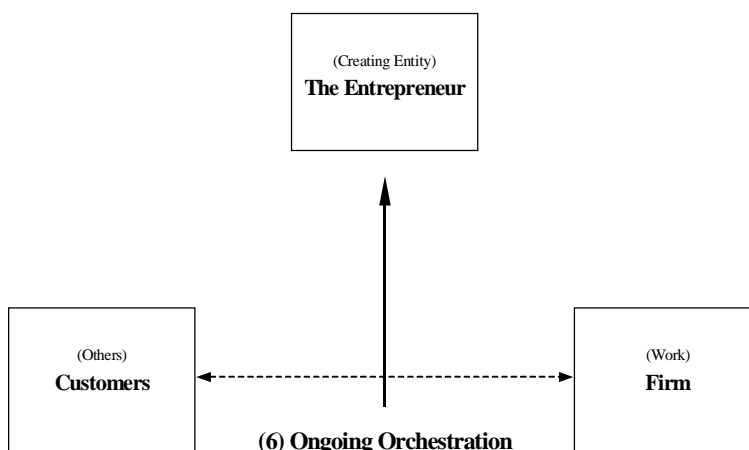 (Creating Entity)
The Entrepreneur
(Others)
Customers
(Work)
Firm
(6) Ongoing Orchestration